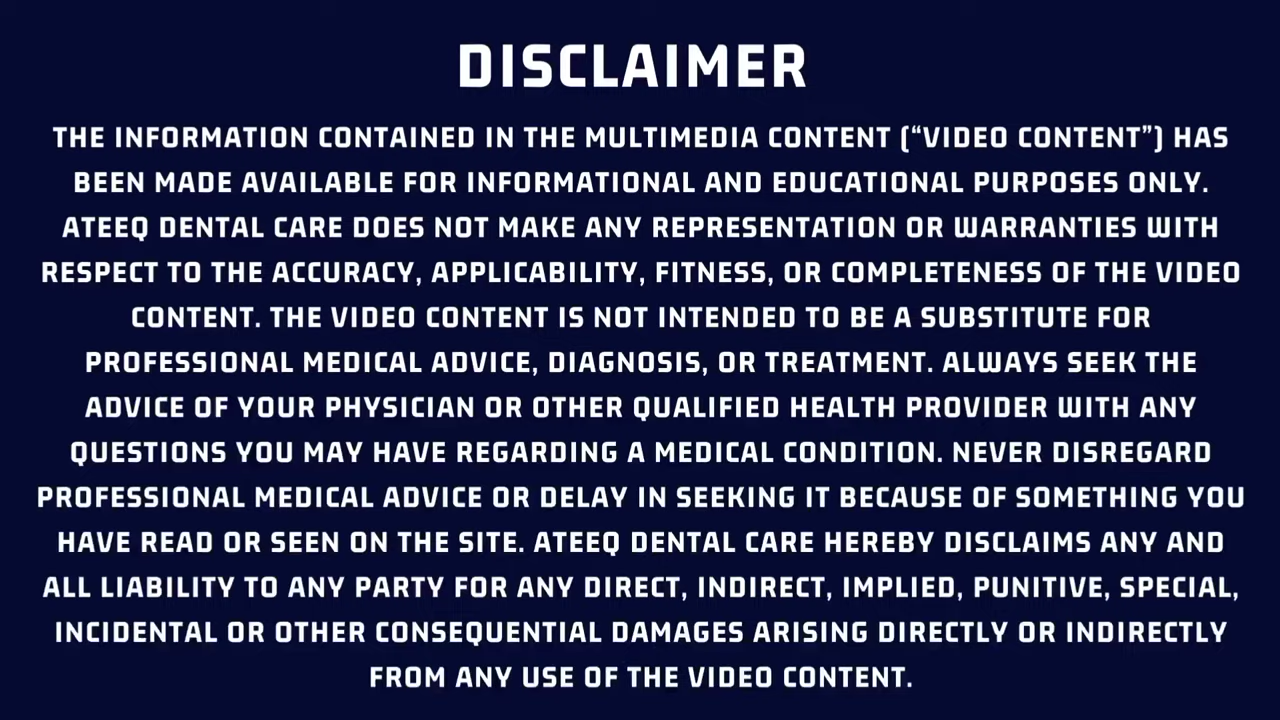 DISCLAIMER
THE INFORMATION CONTAINED IN THE MULTIMEDIA CONTENT (“VIDEO CONTENT”) HAS
BEEN MADE AVAILABLE FOR INFORMATIONAL AND EDUCATIONAL PURPOSES ONLY.
ATEEQ DENTAL CARE DOES NOT MAKE ANY REPRESENTATION OR WARRANTIES WITH
RESPECT TO THE ACCURACY, APPLICABILITY, FITNESS, OR COMPLETENESS OF THE VIDEO
CONTENT. THE VIDEO CONTENT IS NOT INTENDED TO BE A SUBSTITUTE FOR
PROFESSIONAL MEDICAL ADVICE, DIAGNOSIS, OR TREATMENT. ALWAYS SEEK THE
ADVICE OF YOUR PHYSICIAN OR OTHER QUALIFIED HEALTH PROVIDER WITH ANY
QUESTIONS YOU MAY HAVE REGARDING A MEDICAL CONDITION. NEVER DISREGARD
PROFESSIONAL MEDICAL ADVICE OR DELAY IN SEEKING IT BECAUSE OF SOMETHING YOU
HAVE READ OR SEEN ON THE SITE. ATEEQ DENTAL CARE HEREBY DISCLAIMS ANY AND
ALL LIABILITY TO ANY PARTY FOR ANY DIRECT, INDIRECT, IMPLIED, PUNITIVE, SPECIAL,
INCIDENTAL OR OTHER CONSEQUENTIAL DAMAGES ARISING DIRECTLY OR INDIRECTLY
FROM ANY USE OF THE VIDEO CONTENT.